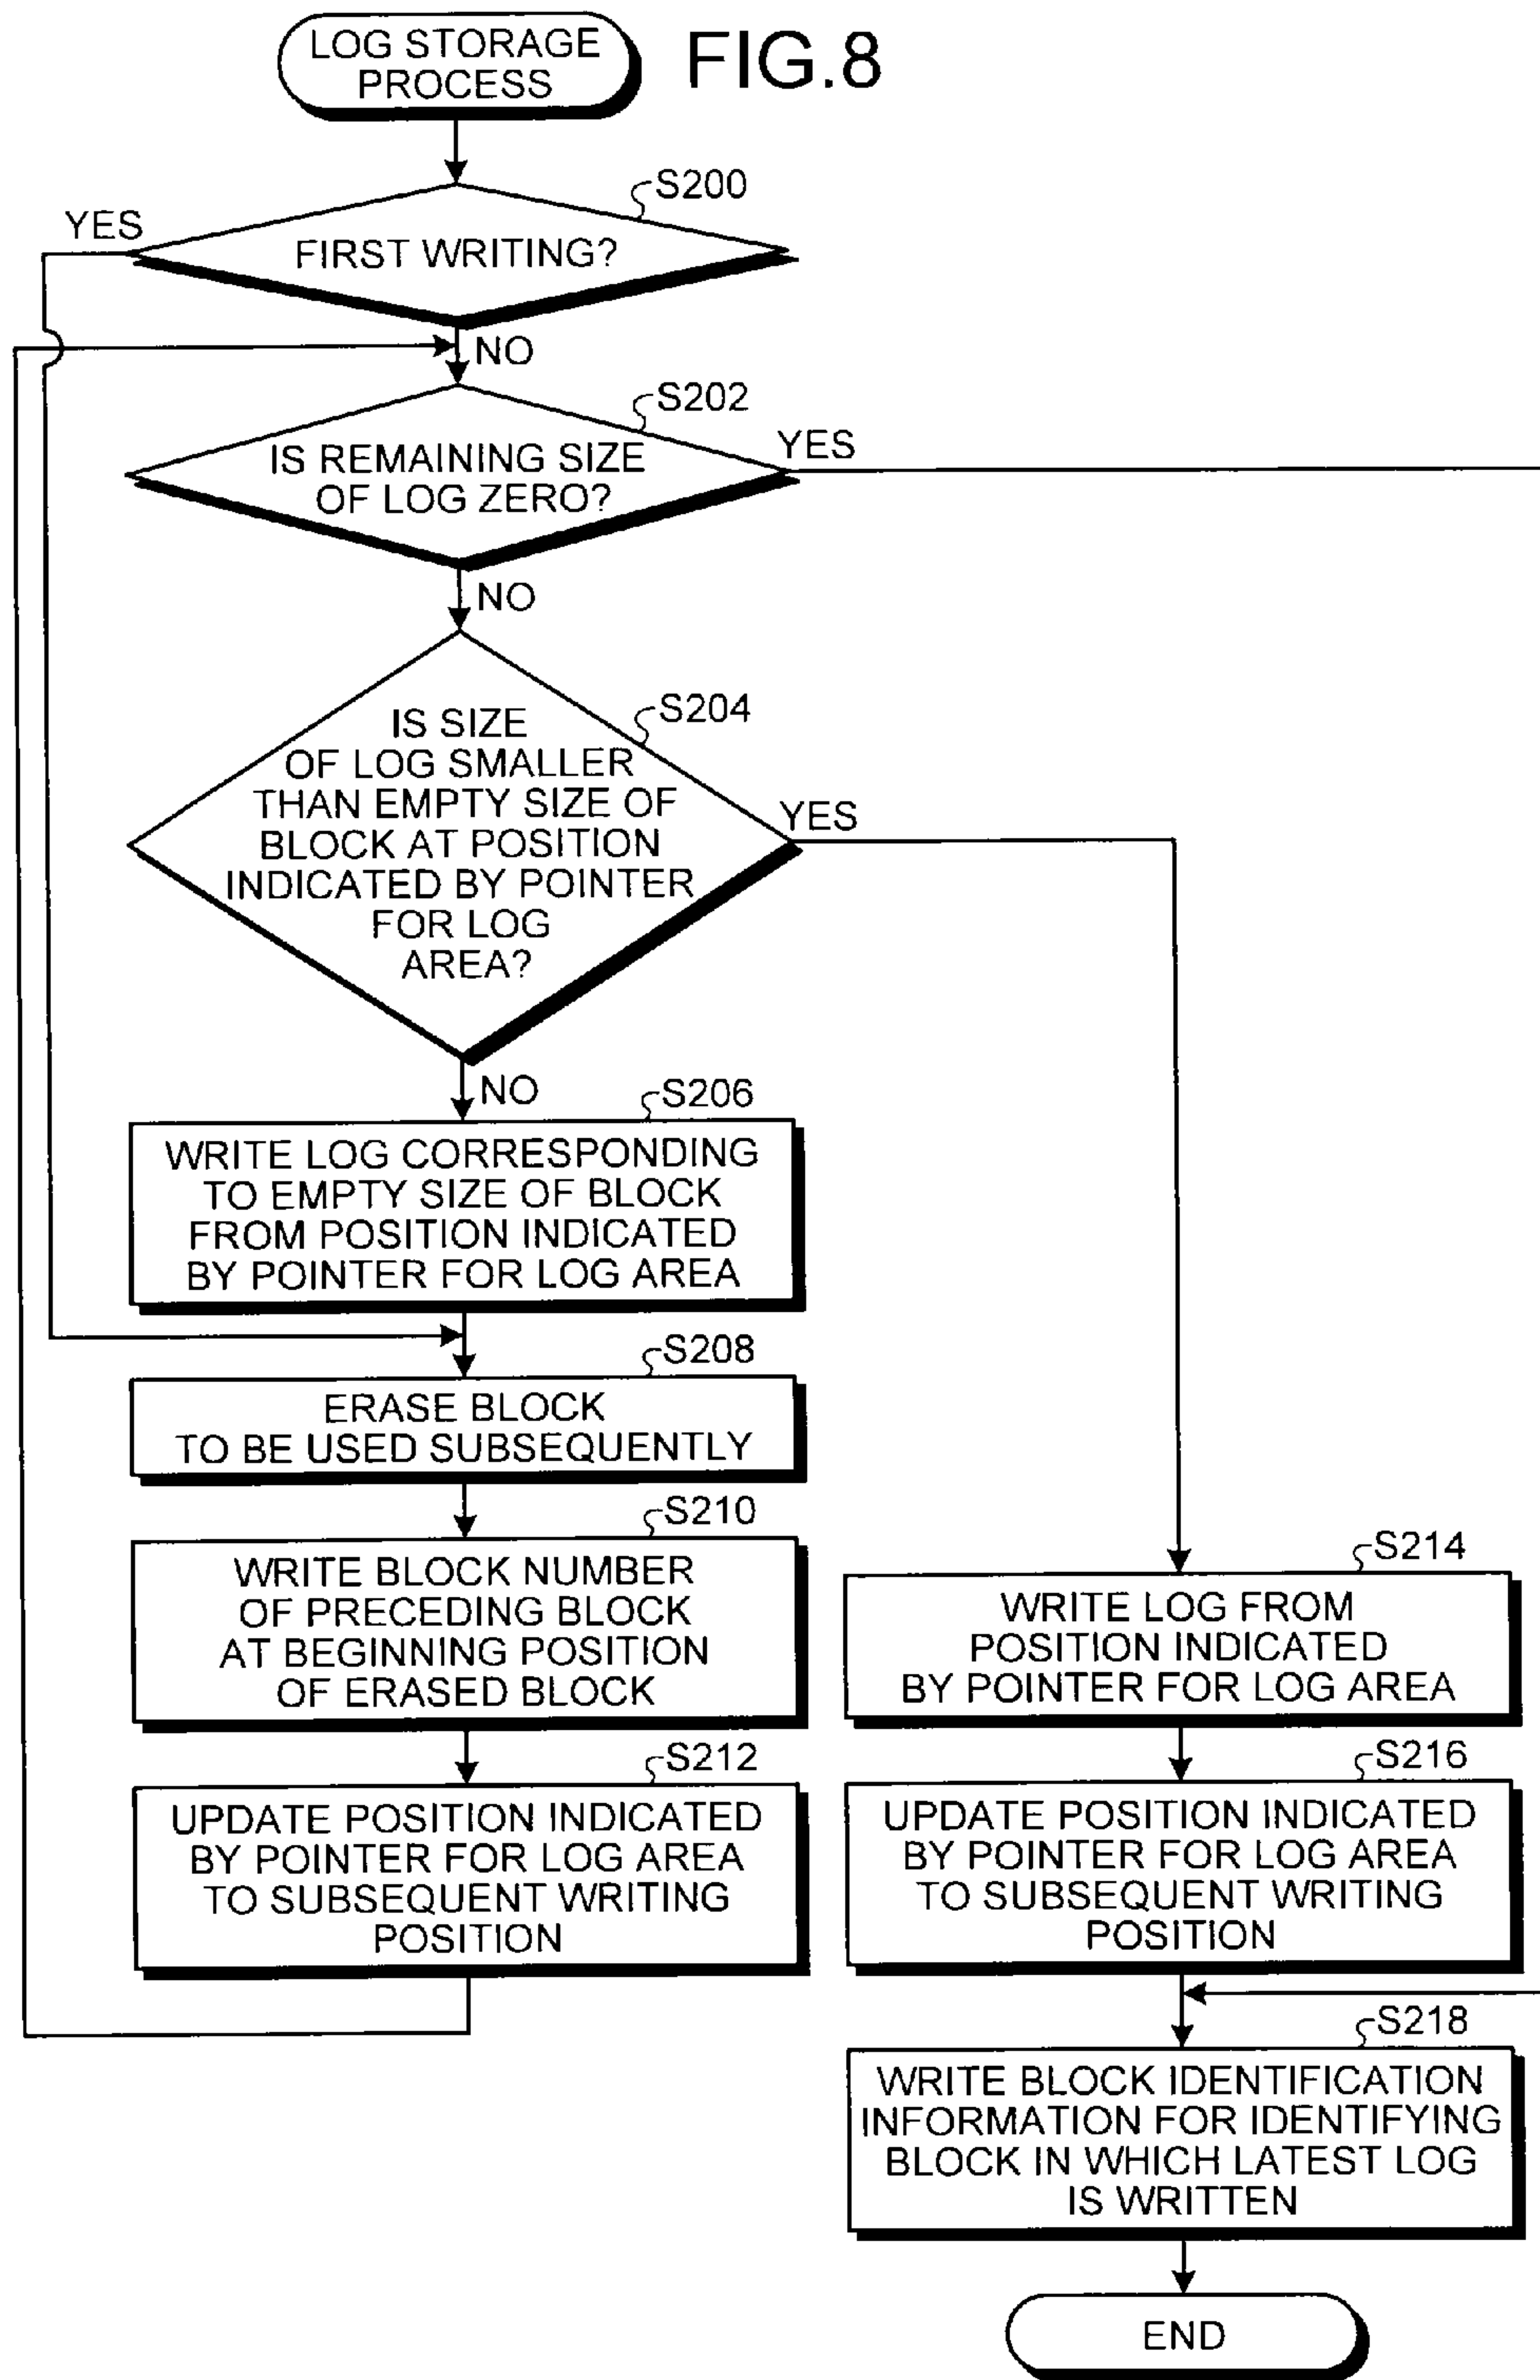 LOG STORAGE
PROCESS
FIG.8
S200
YES
FIRST WRITING?
NO
S202
YES
IS REMAINING SIZE
OF LOG ZERO?
NO
S204
IS SIZE
OF LOG SMALLER
THAN EMPTY SIZE OF
BLOCK AT POSITION
INDICATED BY POINTER
FOR LOG
AREA?
YES
NO
S206
WRITE LOG CORRESPONDING
TO EMPTY SIZE OF BLOCK
FROM POSITION INDICATED
BY POINTER FOR LOG AREA
S208
ERASE BLOCK
TO BE USED SUBSEQUENTLY
S210
WRITE BLOCK NUMBER
OF PRECEDING BLOCK
AT BEGINNING POSITION
OF ERASED BLOCK
S212
UPDATE POSITION INDICATED
BY POINTER FOR LOG AREA
TO SUBSEQUENT WRITING
POSITION
S214
WRITE LOG FROM
POSITION INDICATED
BY POINTER FOR LOG AREA
S216
UPDATE POSITION INDICATED
BY POINTER FOR LOG AREA
TO SUBSEQUENT WRITING
POSITION
S218
WRITE BLOCK IDENTIFICATION
INFORMATION FOR IDENTIFYING
BLOCK IN WHICH LATEST LOG
IS WRITTEN
END